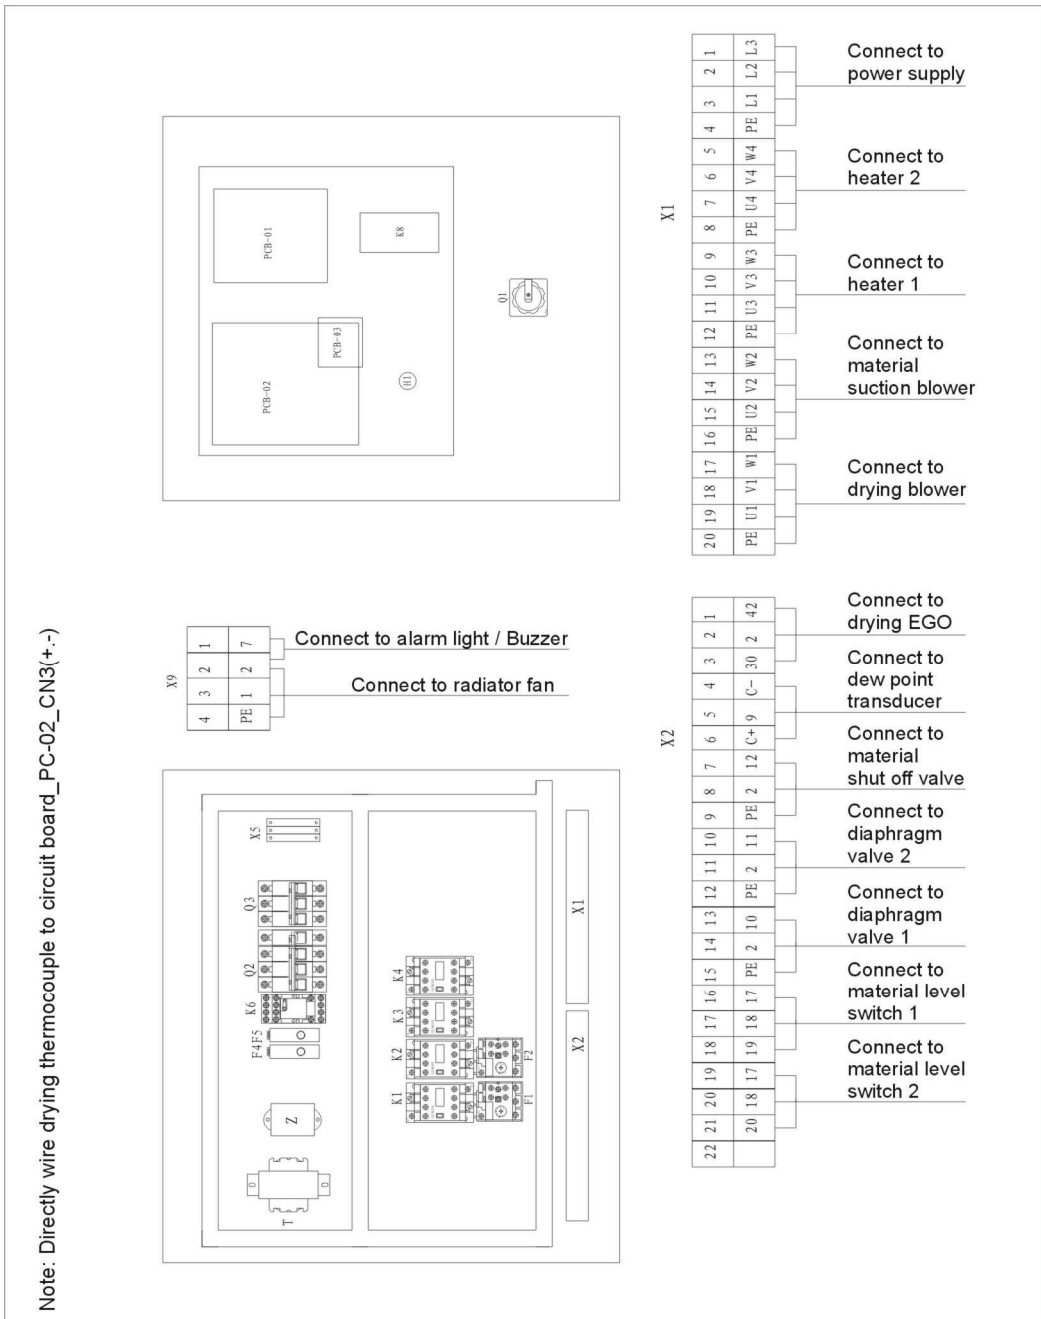 Note: Directly wire drying thermocouple to circuit board_PC-02_CN3(+.-)
PCB-01
K8
PCB-02
PCB-03
H1
Q1
X1
1 L3
2 L2
3 L1
4 PE
Connect to
power supply
5 W4
6 V4
7 U4
8 PE
Connect to
heater 2
9 W3
10 V3
11 U3
12 PE
Connect to
heater 1
13 W2
14 V2
15 U2
16 PE
Connect to
material
suction blower
17 W1
18 V1
19 U1
20 PE
Connect to
drying blower
X9
1 7
2 2
3 1
4 PE
Connect to alarm light / Buzzer
Connect to radiator fan
X2
1 42
2 2
3 30
Connect to
drying EGO
4 C-
5 9
6 C+
Connect to
dew point
transducer
7 12
8 2
9 PE
Connect to
material
shut off valve
10 11
11 2
12 PE
Connect to
diaphragm
valve 2
13 10
14 2
15 PE
Connect to
diaphragm
valve 1
16 17
17 18
18 19
Connect to
material level
switch 1
19 17
20 18
21 20
22
Connect to
material level
switch 2
X5
Q3
Q2
K6
F4 F5
Z
T
K4
K3
K2
K1
F2
F1
X1
X2